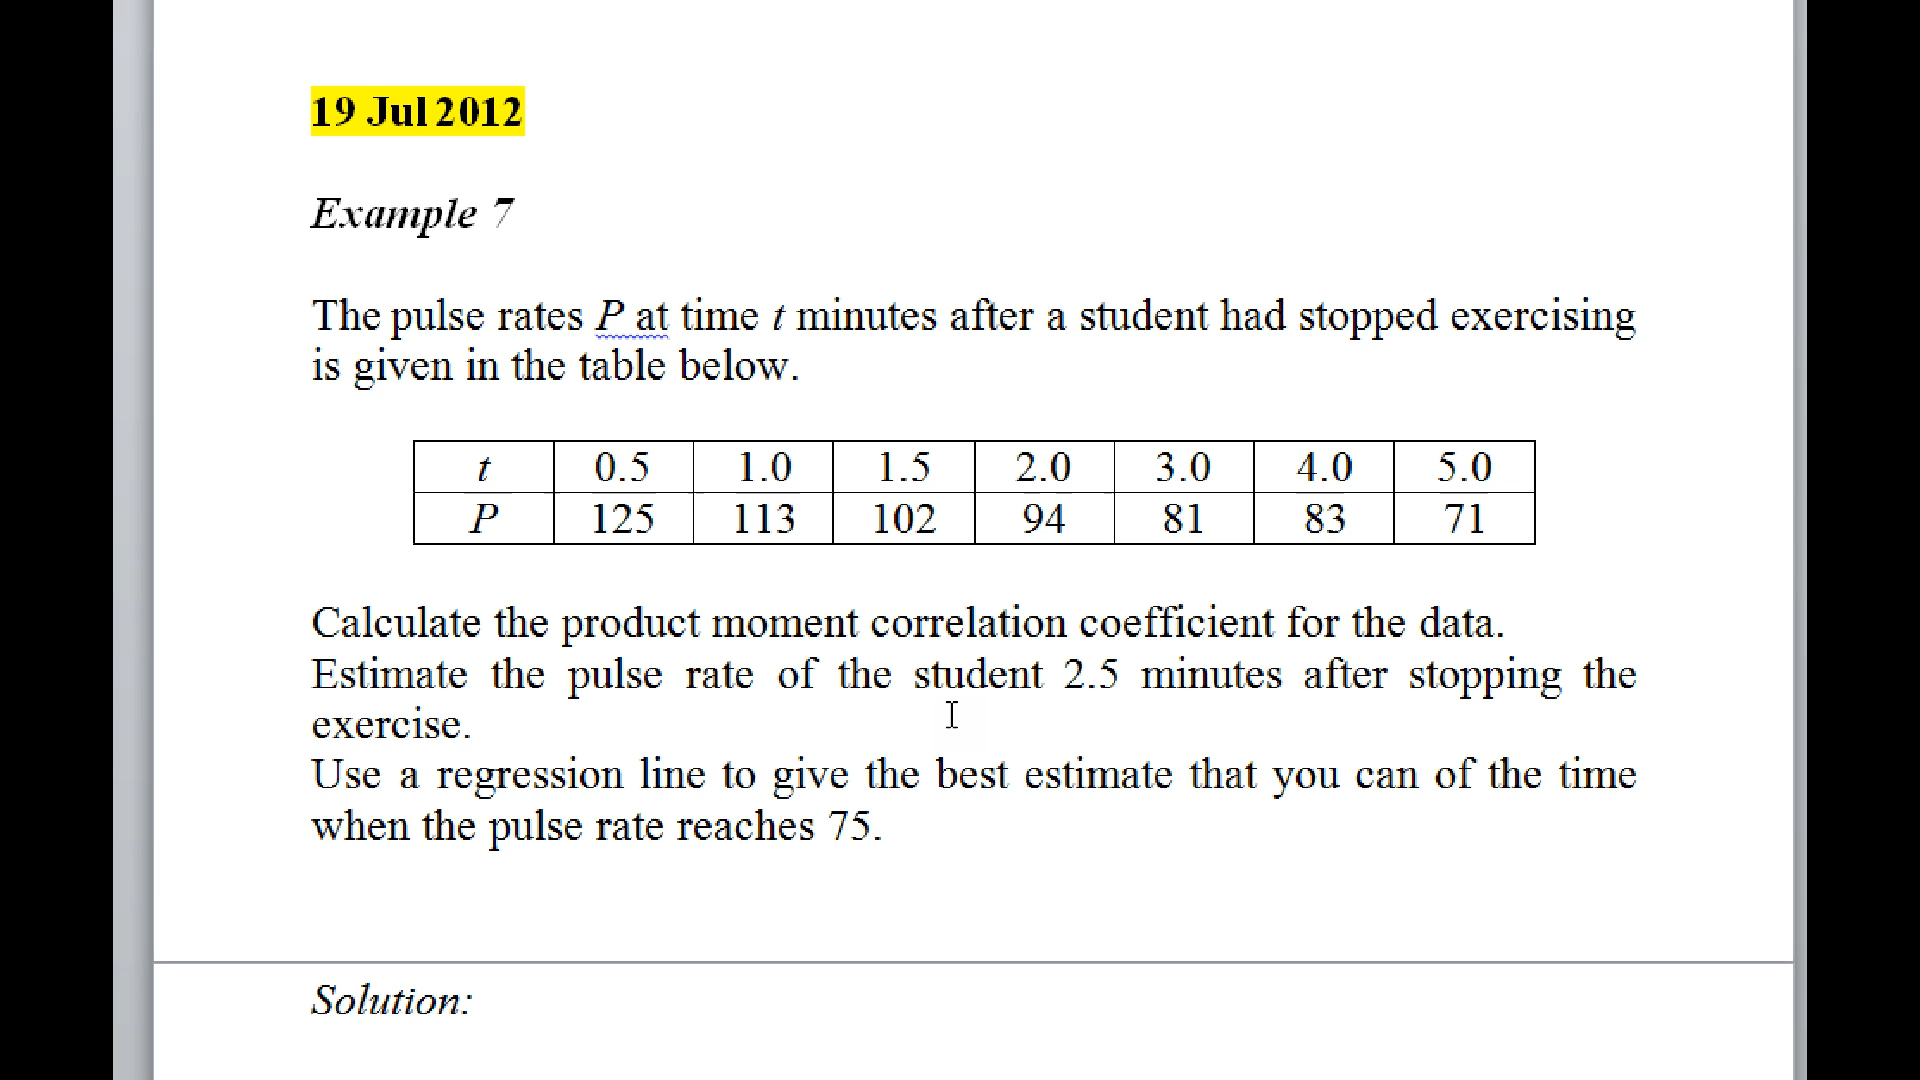 19 Jul 2012
Example 7
The pulse rates P at time t minutes after a student had stopped exercising
is given in the table below.
t 0.5 1.0 1.5 2.0 3.0 4.0 5.0
P 125 113 102 94 81 83 71
Calculate the product moment correlation coefficient for the data.
Estimate the pulse rate of the student 2.5 minutes after stopping the
exercise.
Use a regression line to give the best estimate that you can of the time
when the pulse rate reaches 75.
Solution: